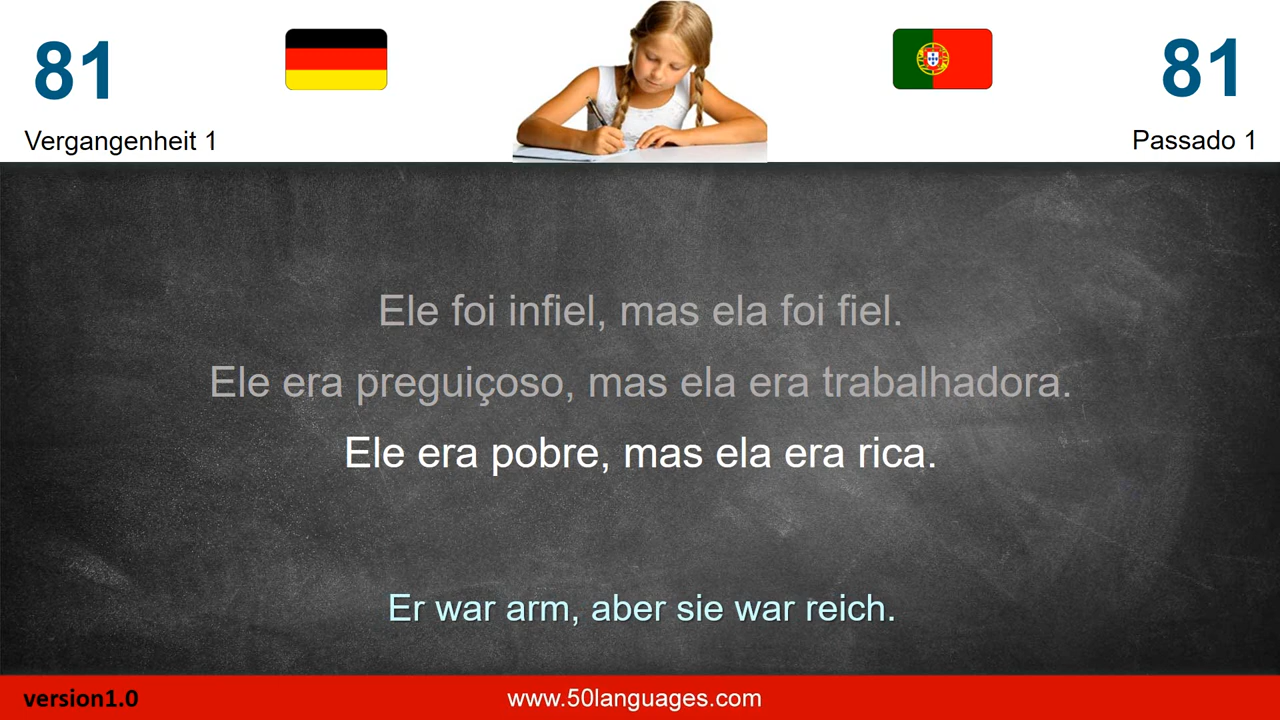 81
81
Vergangenheit 1
Passado 1
Ele foi infiel, mas ela foi fiel.
Ele era preguiçoso, mas ela era trabalhadora.
Ele era pobre, mas ela era rica.
Er war arm, aber sie war reich.
version1.0
www.50languages.com